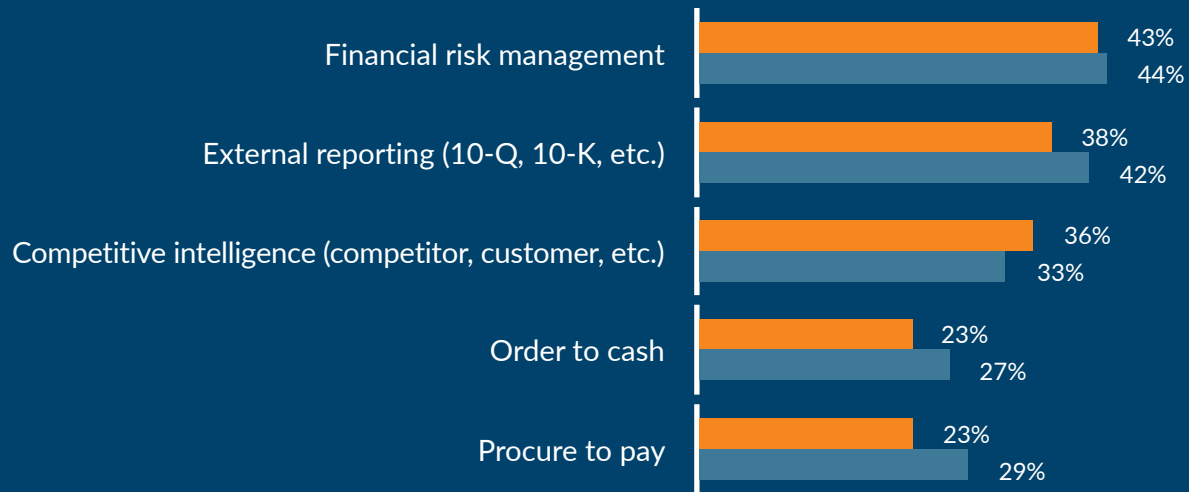 Financial risk management
43%
44%
External reporting (10-Q, 10-K, etc.)
38%
42%
Competitive intelligence (competitor, customer, etc.)
36%
33%
Order to cash
23%
27%
Procure to pay
23%
29%